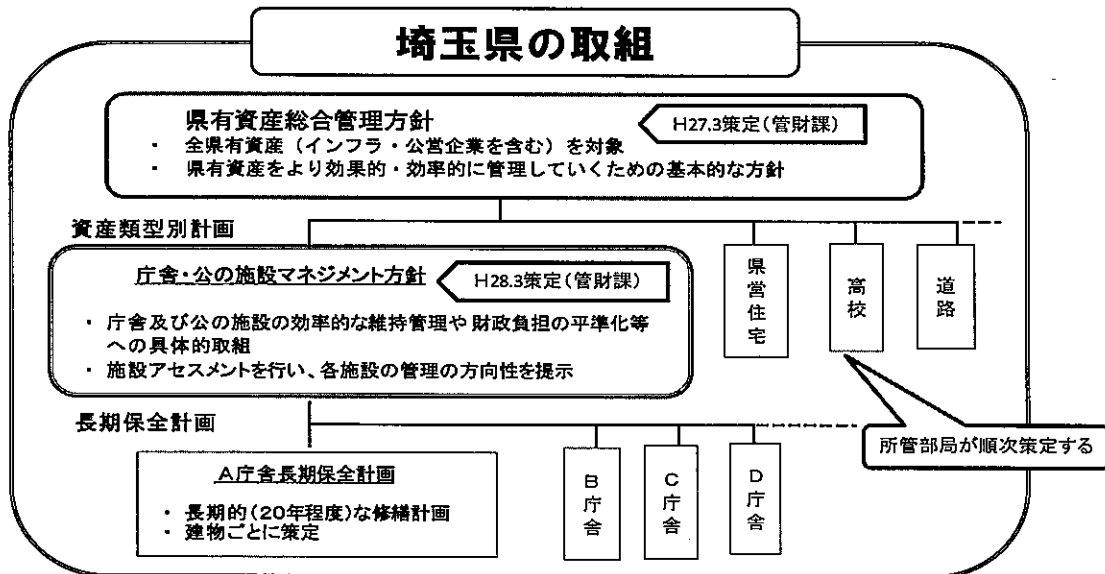 埼玉県の取組
県有資産総合管理方針
H27.3策定(管財課)
・ 全県有資産（インフラ・公営企業を含む）を対象
・ 県有資産をより効果的・効率的に管理していくための基本的な方針
資産類型別計画
庁舎・公の施設マネジメント方針
H28.3策定(管財課)
・ 庁舎及び公の施設の効率的な維持管理や財政負担の平準化等
への具体的取組
・ 施設アセスメントを行い、各施設の管理の方向性を提示
県営住宅
高校
道路
所管部局が順次策定する
長期保全計画
A庁舎長期保全計画
・ 長期的(20年程度)な修繕計画
・ 建物ごとに策定
B庁舎
C庁舎
D庁舎